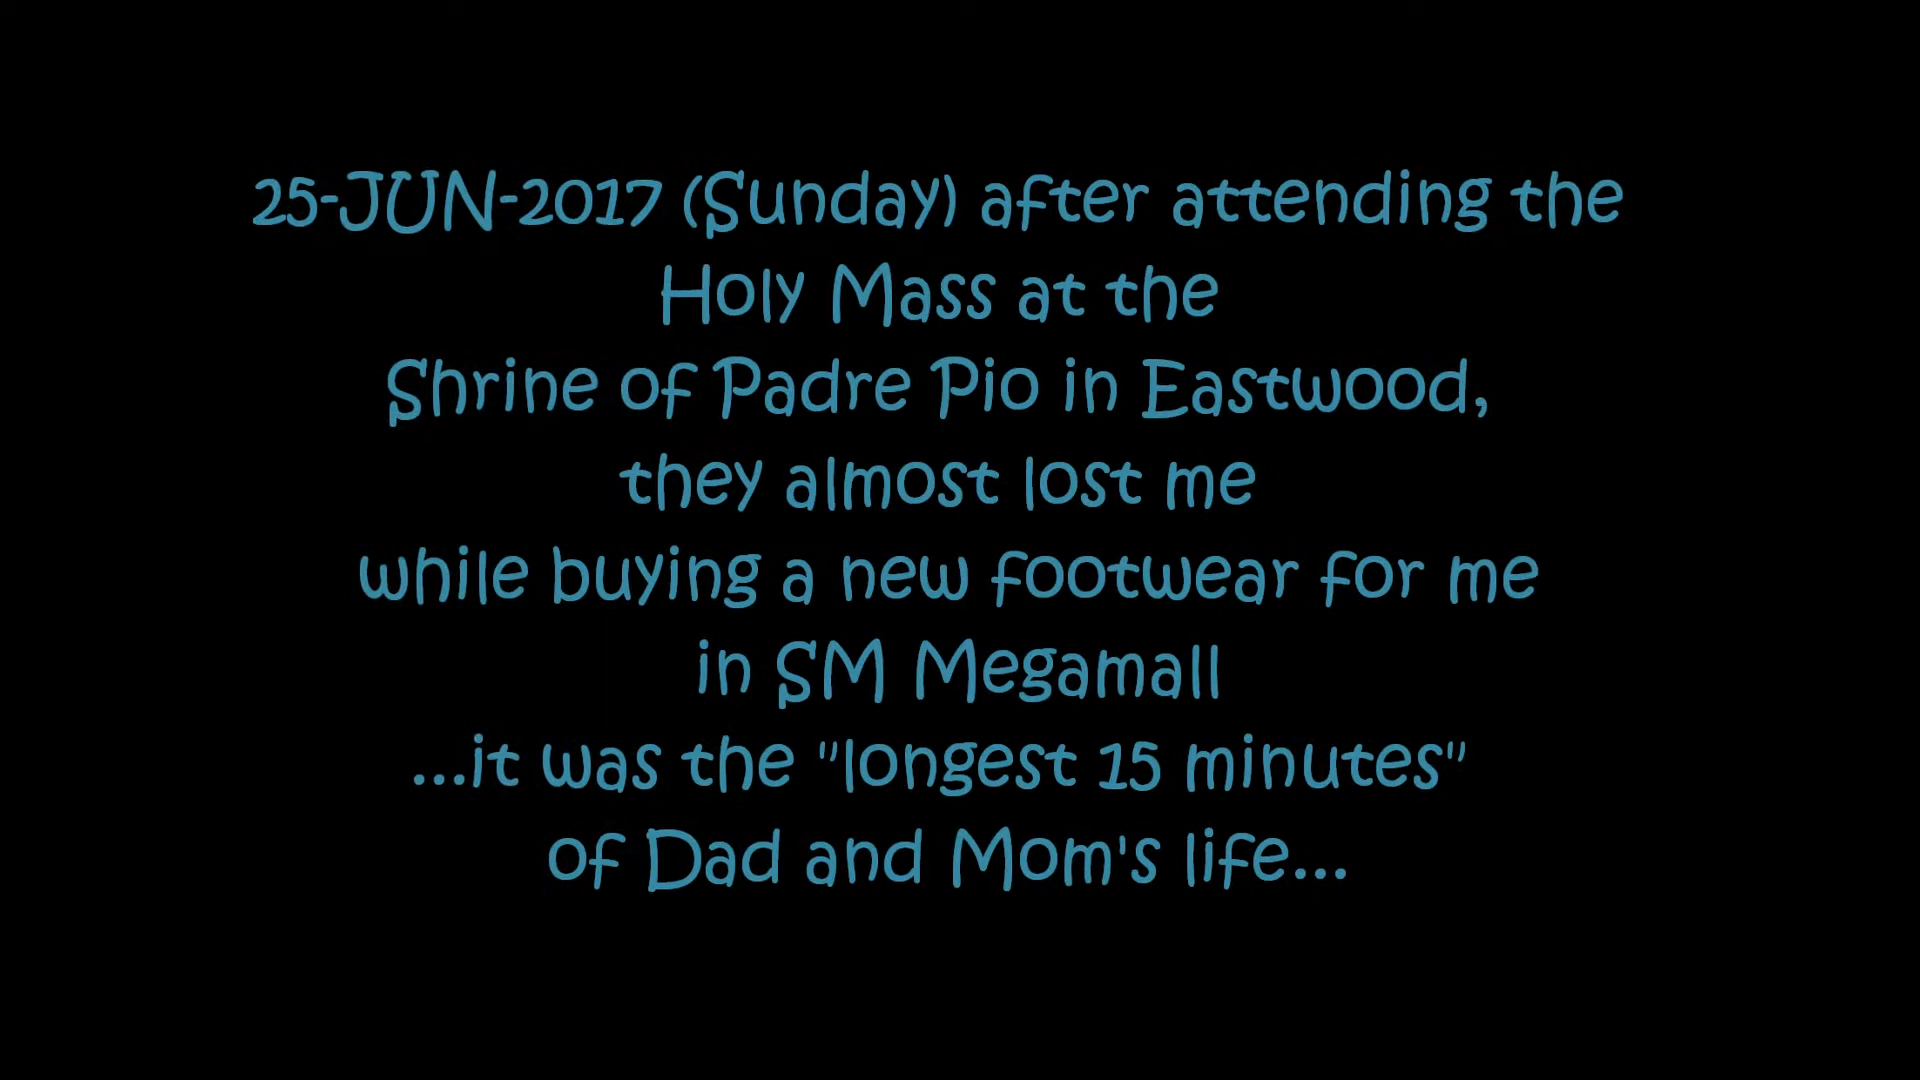 25-JUN-2017 (Sunday) after attending the
Holy Mass at the
Shrine of Padre Pio in Eastwood,
they almost lost me
while buying a new footwear for me
in SM Megamall
...it was the "longest 15 minutes"
of Dad and Mom's life...